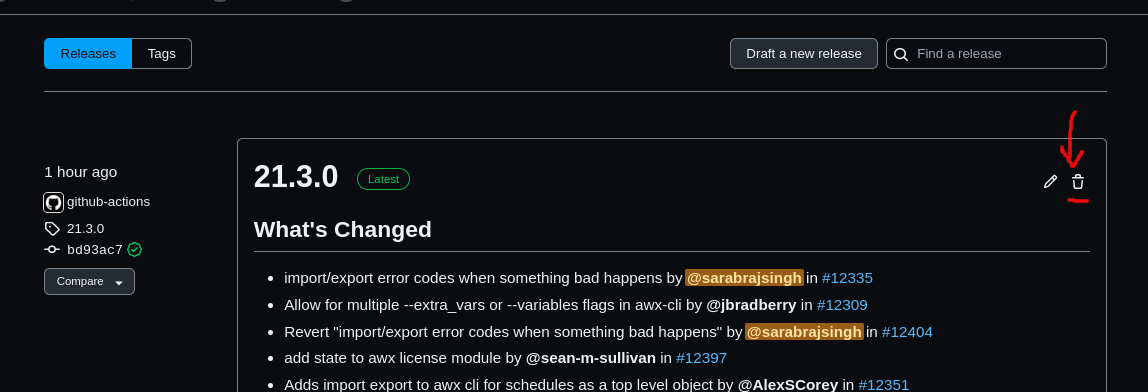 Releases Tags Draft a new release Find a release
1 hour ago
github-actions
21.3.0
bd93ac7
Compare
21.3.0 Latest
What's Changed
import/export error codes when something bad happens by @sarabrajsingh in #12335
Allow for multiple --extra_vars or --variables flags in awx-cli by @jbradberry in #12309
Revert "import/export error codes when something bad happens" by @sarabrajsingh in #12404
add state to awx license module by @sean-m-sullivan in #12397
Adds import export to awx cli for schedules as a top level object by @AlexSCorey in #12351